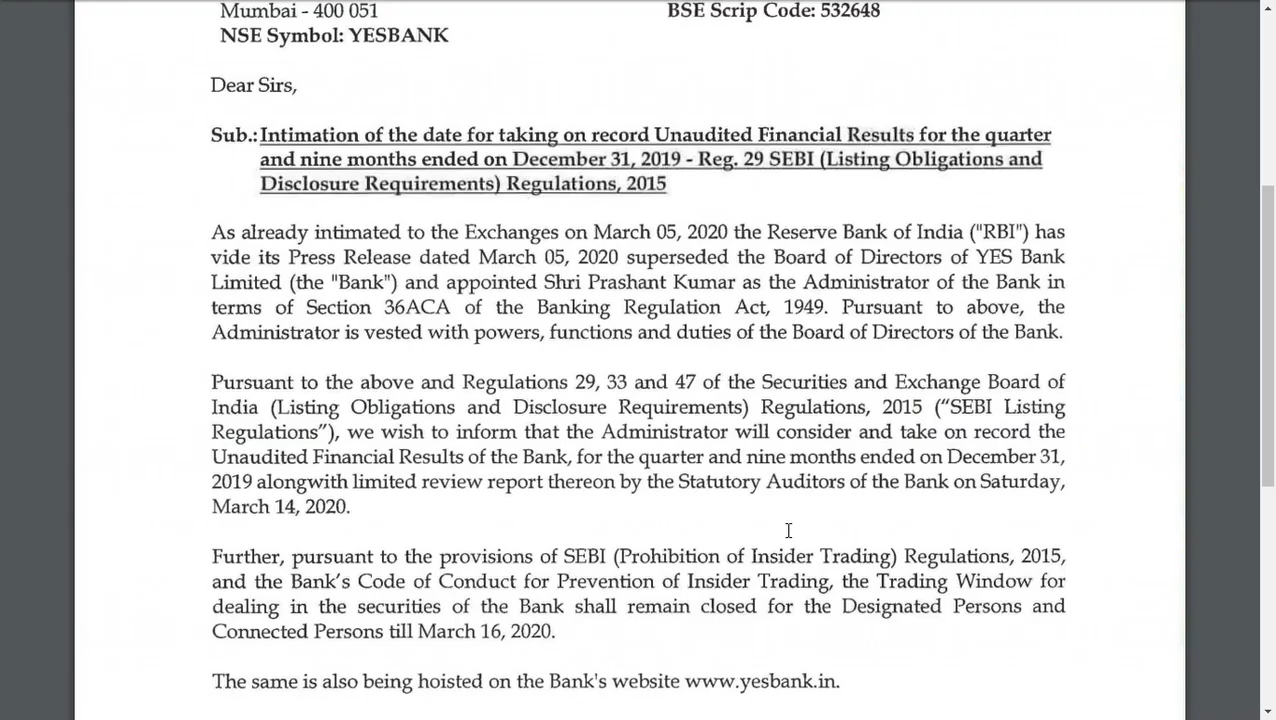 Mumbai - 400 051
BSE Scrip Code: 532648
NSE Symbol: YESBANK
Dear Sirs,
Sub.: Intimation of the date for taking on record Unaudited Financial Results for the quarter
and nine months ended on December 31, 2019 - Reg. 29 SEBI (Listing Obligations and
Disclosure Requirements) Regulations, 2015
As already intimated to the Exchanges on March 05, 2020 the Reserve Bank of India ("RBI") has
vide its Press Release dated March 05, 2020 superseded the Board of Directors of YES Bank
Limited (the "Bank") and appointed Shri Prashant Kumar as the Administrator of the Bank in
terms of Section 36ACA of the Banking Regulation Act, 1949. Pursuant to above, the
Administrator is vested with powers, functions and duties of the Board of Directors of the Bank.
Pursuant to the above and Regulations 29, 33 and 47 of the Securities and Exchange Board of
India (Listing Obligations and Disclosure Requirements) Regulations, 2015 (“SEBI Listing
Regulations”), we wish to inform that the Administrator will consider and take on record the
Unaudited Financial Results of the Bank, for the quarter and nine months ended on December 31,
2019 alongwith limited review report thereon by the Statutory Auditors of the Bank on Saturday,
March 14, 2020.
Further, pursuant to the provisions of SEBI (Prohibition of Insider Trading) Regulations, 2015,
and the Bank’s Code of Conduct for Prevention of Insider Trading, the Trading Window for
dealing in the securities of the Bank shall remain closed for the Designated Persons and
Connected Persons till March 16, 2020.
The same is also being hoisted on the Bank's website www.yesbank.in.